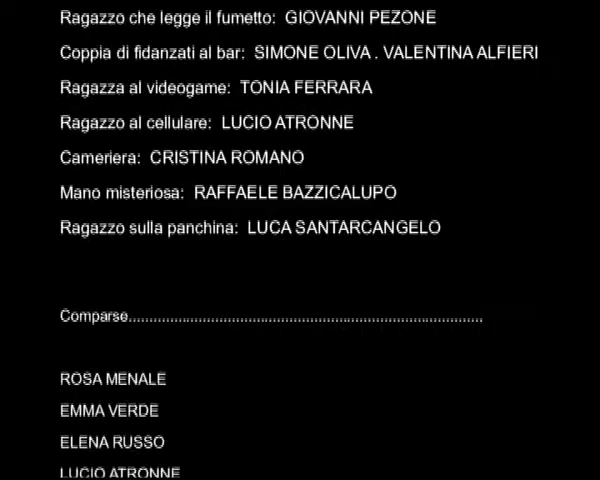 Ragazzo che legge il fumetto: GIOVANNI PEZONE
Coppia di fidanzati al bar: SIMONE OLIVA . VALENTINA ALFIERI
Ragazza al videogame: TONIA FERRARA
Ragazzo al cellulare: LUCIO ATRONNE
Cameriera: CRISTINA ROMANO
Mano misteriosa: RAFFAELE BAZZICALUPO
Ragazzo sulla panchina: LUCA SANTARCANGELO
Comparse.....................................................................................
ROSA MENALE
EMMA VERDE
ELENA RUSSO
LUCIO ATRONNE